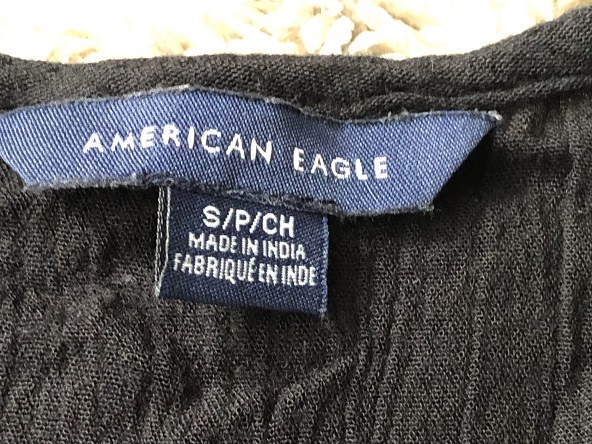 AMERICAN EAGLE
S/P/CH
MADE IN INDIA
FABRIQUÉ EN INDE